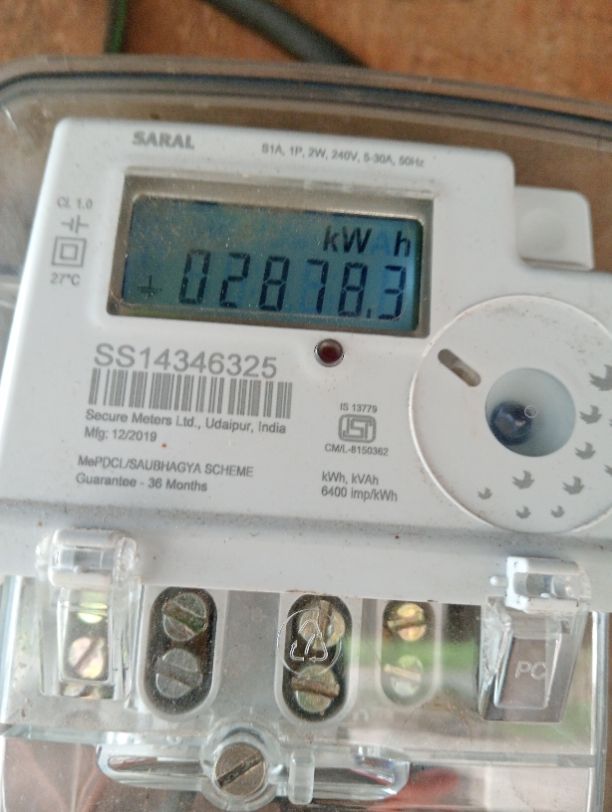 SARAL
S1A, 1P, 2W, 240V, 5-30A, 50Hz
CL 1.0
27°C
kW h
02878.3
SS14346325
Secure Meters Ltd., Udaipur, India
Mfg: 12/2019
MePDCL/SAUBHAGYA SCHEME
Guarantee - 36 Months
IS 13779
CM/L-8150362
kWh, kVAh
6400 imp/kWh
PC